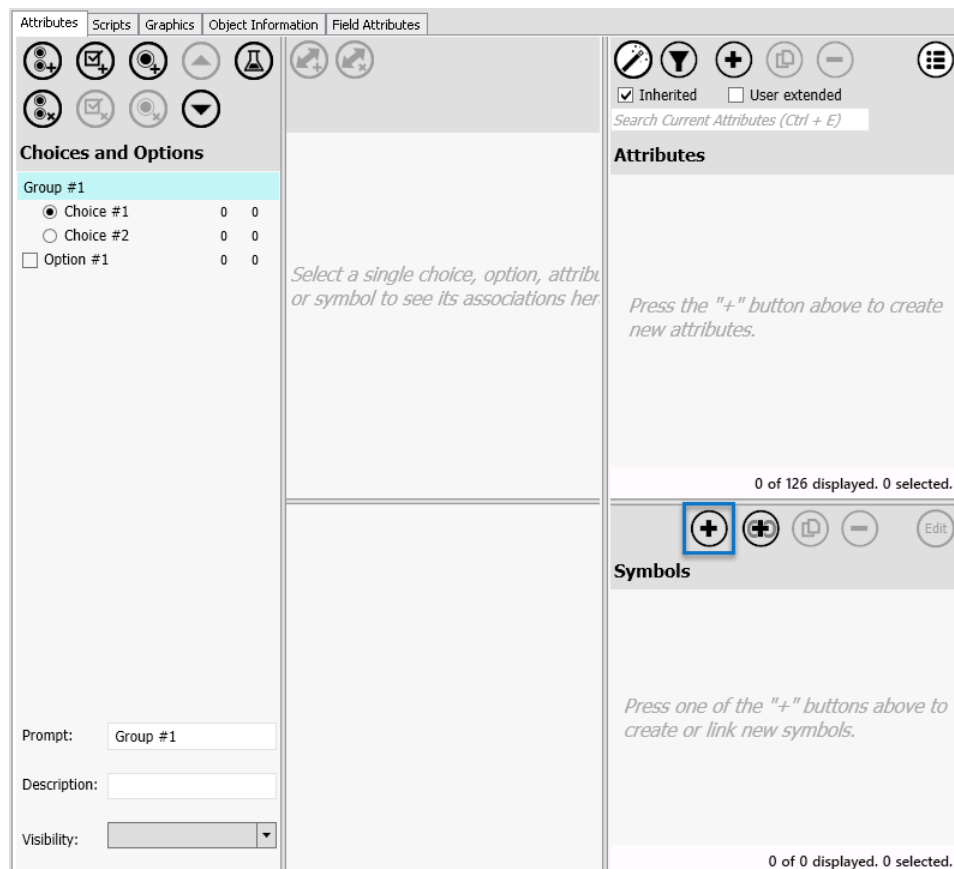 Attributes
Scripts
Graphics
Object Information
Field Attributes
Choices and Options
Group #1
Choice #1 0 0
Choice #2 0 0
Option #1 0 0
Prompt: Group #1
Description:
Visibility:
Select a single choice, option, attribu
or symbol to see its associations her
Inherited
User extended
Search Current Attributes (Ctrl + E)
Attributes
Press the "+" button above to create
new attributes.
0 of 126 displayed. 0 selected.
Edit
Symbols
Press one of the "+" buttons above to
create or link new symbols.
0 of 0 displayed. 0 selected.